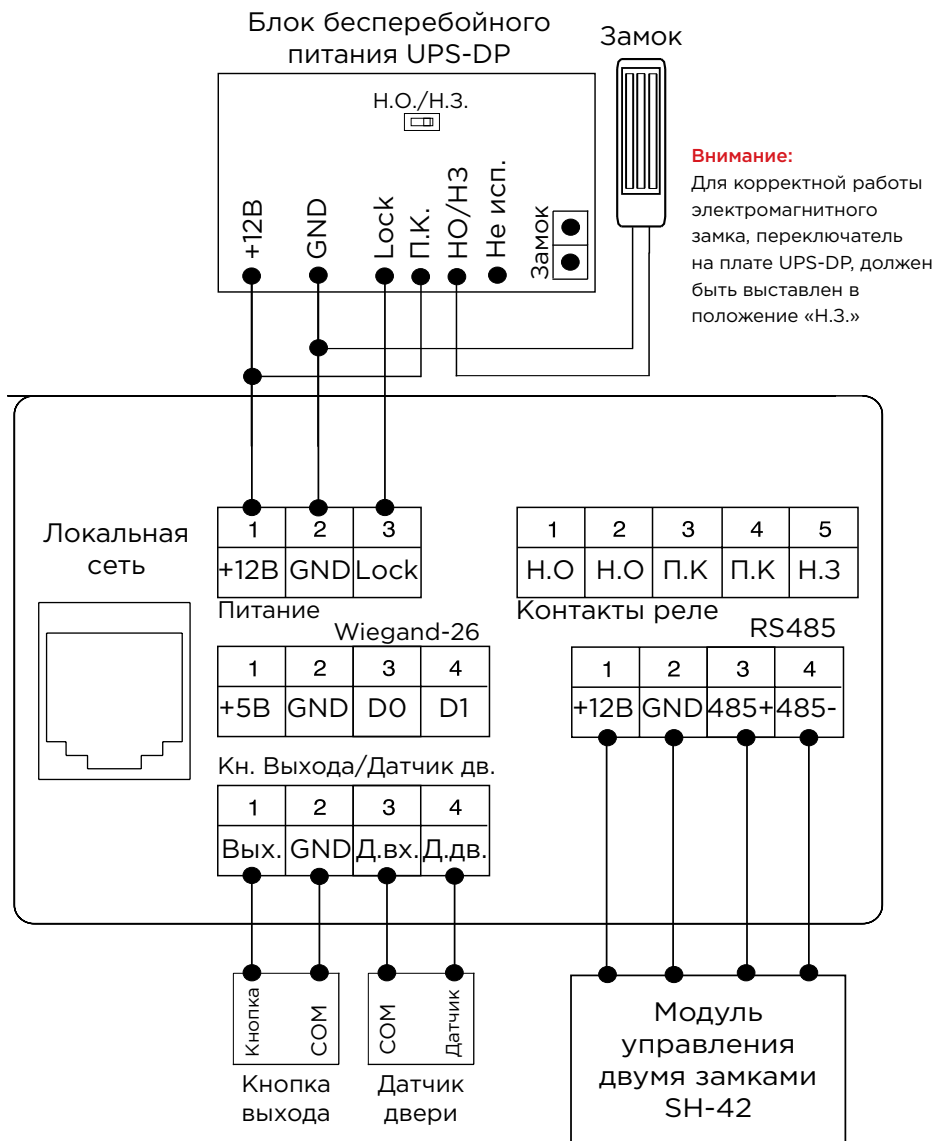 Блок бесперебойного
питания UPS-DP
Замок
Н.О./Н.З.
+12В
GND
Lock
П.К.
НО/НЗ
Не исп.
Замок
Внимание:
Для корректной работы
электромагнитного
замка, переключатель
на плате UPS-DP, должен
быть выставлен в
положение «Н.З.»
Локальная
сеть
1 2 3
+12В GND Lock
Питание
1 2 3 4 5
Н.О Н.О П.К П.К Н.З
Контакты реле
Wiegand-26
1 2 3 4
+5В GND D0 D1
RS485
1 2 3 4
+12В GND 485+ 485-
Кн. Выхода/Датчик дв.
1 2 3 4
Вых. GND Д.вх. Д.дв.
Кнопка
COM
COM
Датчик
Кнопка
выхода
Датчик
двери
Модуль
управления
двумя замками
SH-42